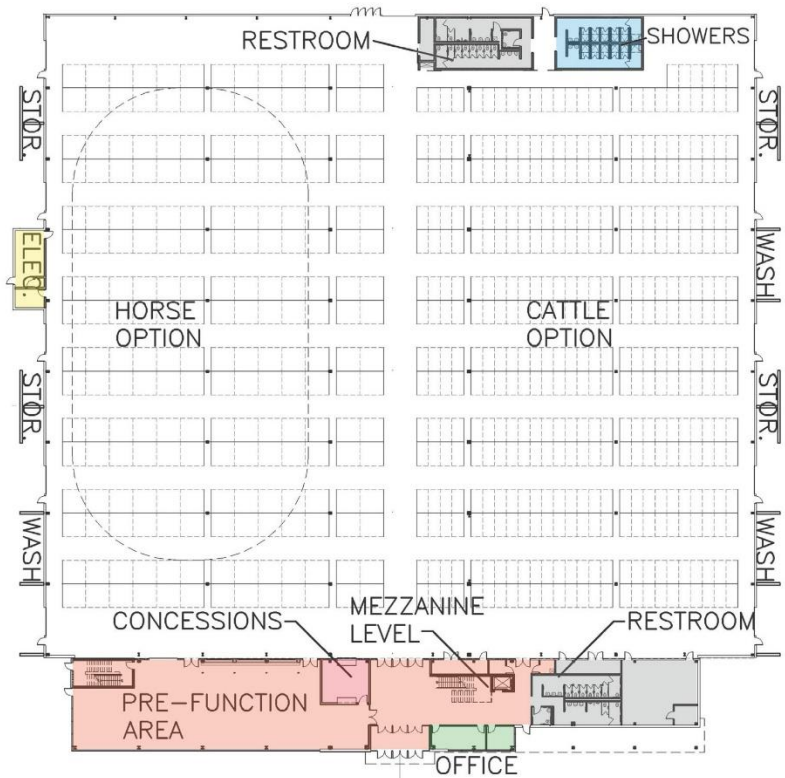 RESTROOM
SHOWERS
STOR.
STOR.
ELEC.
WASH
HORSE
OPTION
CATTLE
OPTION
STOR.
STOR.
WASH
WASH
CONCESSIONS
MEZZANINE
LEVEL
RESTROOM
PRE-FUNCTION
AREA
OFFICE